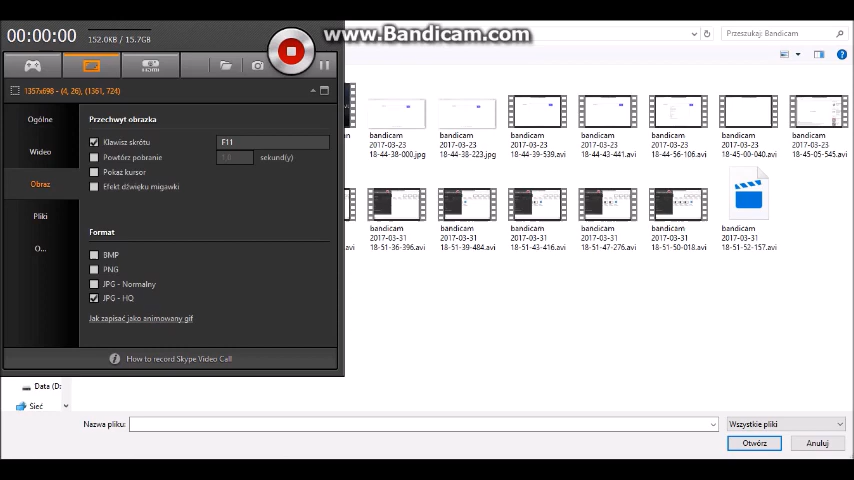 00:00:00
152.0KB / 15.7GB
www.Bandicam.com
Przeszukaj: Bandicam
HDMI
1357x698 - (4, 26), (1361, 724)
Ogólne
Wideo
Obraz
Pliki
O...
Przechwyt obrazka
Klawisz skrótu
F11
Powtórz pobranie
1.0
sekund(y)
Pokaż kursor
Efekt dźwięku migawki
Format
BMP
PNG
JPG - Normalny
JPG - HQ
Jak zapisać jako animowany gif
How to record Skype Video Call
bandicam
2017-03-23
18-44-38-000.jpg
bandicam
2017-03-23
18-44-38-223.jpg
bandicam
2017-03-23
18-44-39-539.avi
bandicam
2017-03-23
18-44-43-441.avi
bandicam
2017-03-23
18-44-56-106.avi
bandicam
2017-03-23
18-45-00-040.avi
bandicam
2017-03-23
18-45-05-545.avi
bandicam
2017-03-31
18-51-36-396.avi
bandicam
2017-03-31
18-51-39-484.avi
bandicam
2017-03-31
18-51-43-416.avi
bandicam
2017-03-31
18-51-47-276.avi
bandicam
2017-03-31
18-51-50-018.avi
bandicam
2017-03-31
18-51-52-157.avi
Data (D:
Sieć
Nazwa pliku:
Wszystkie pliki
Otwórz
Anuluj